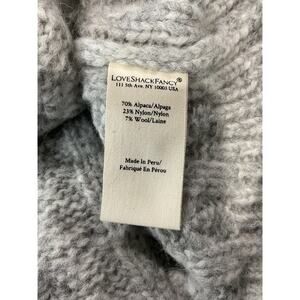 LoveShackFancy®
111 5th Ave. NY 10003 USA
70% Alpaca/Alpaga
23% Nylon/Nylon
7% Wool/Laine
Made in Peru/
Fabriqué En Pérou